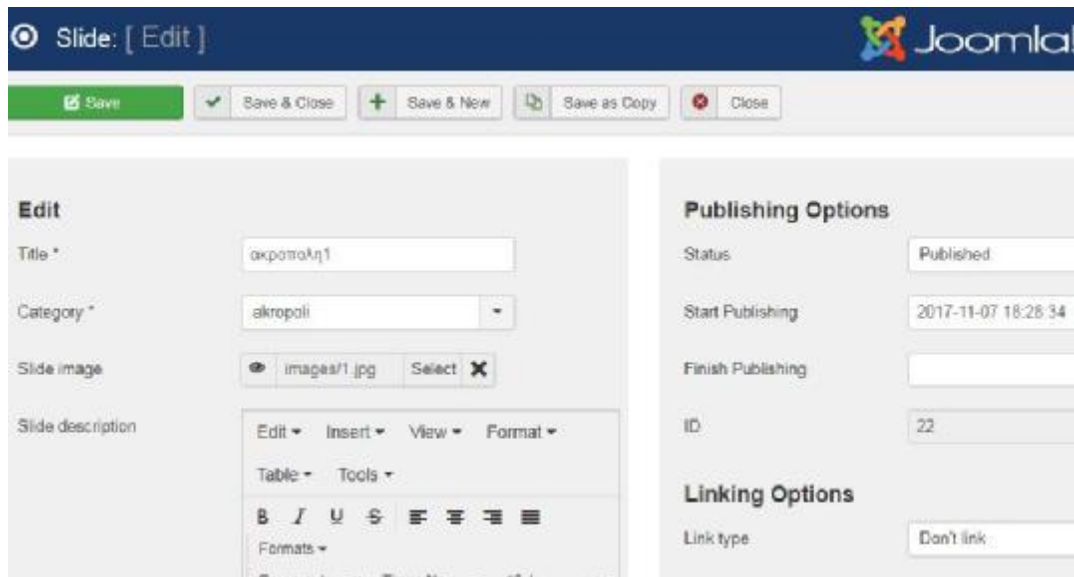 Slide: [ Edit ]
Joomla!
Save
Save & Close
Save & New
Save as Copy
Close
Edit
Title *
ακροπολη1
Category *
akropoli
Slide image
images/1.jpg
Select
Slide description
Edit
Insert
View
Format
Table
Tools
B I U S
Formats
Publishing Options
Status
Published
Start Publishing
2017-11-07 18:28:34
Finish Publishing
ID
22
Linking Options
Link type
Don't link